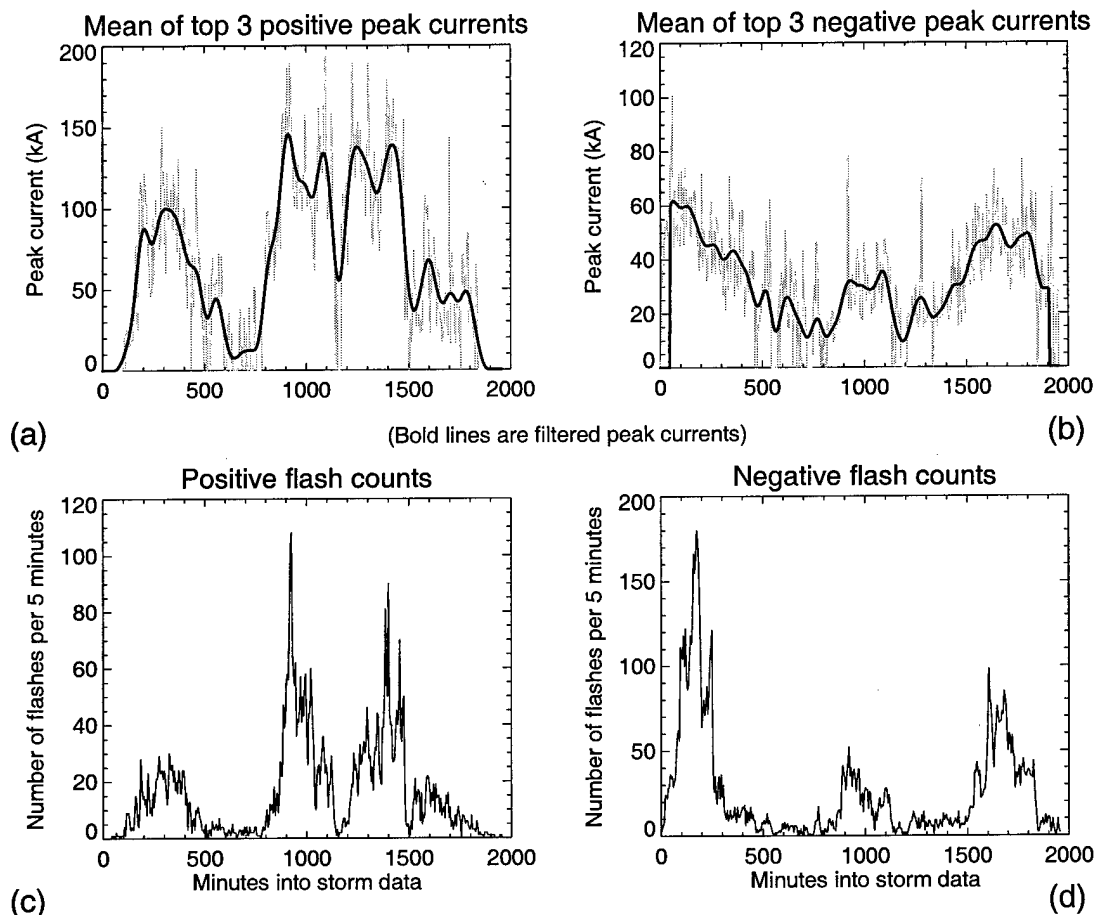 Mean of top 3 positive peak currents
Mean of top 3 negative peak currents
Peak current (kA)
200
150
100
50
0
0 500 1000 1500 2000
Peak current (kA)
120
100
80
60
40
20
0
0 500 1000 1500 2000
(a)
(Bold lines are filtered peak currents)
(b)
Positive flash counts
Negative flash counts
Number of flashes per 5 minutes
120
100
80
60
40
20
0
0 500 1000 1500 2000
Minutes into storm data
Number of flashes per 5 minutes
200
150
100
50
0
0 500 1000 1500 2000
Minutes into storm data
(c)
(d)